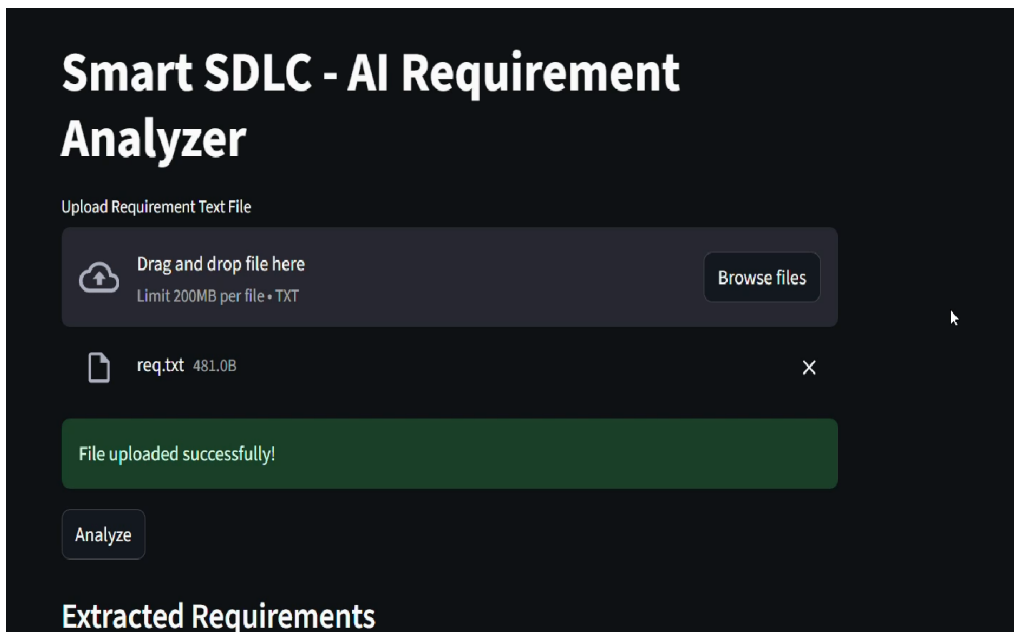 Smart SDLC - AI Requirement
Analyzer
Upload Requirement Text File
Drag and drop file here
Limit 200MB per file • TXT
Browse files
req.txt 481.0B
File uploaded successfully!
Analyze
Extracted Requirements